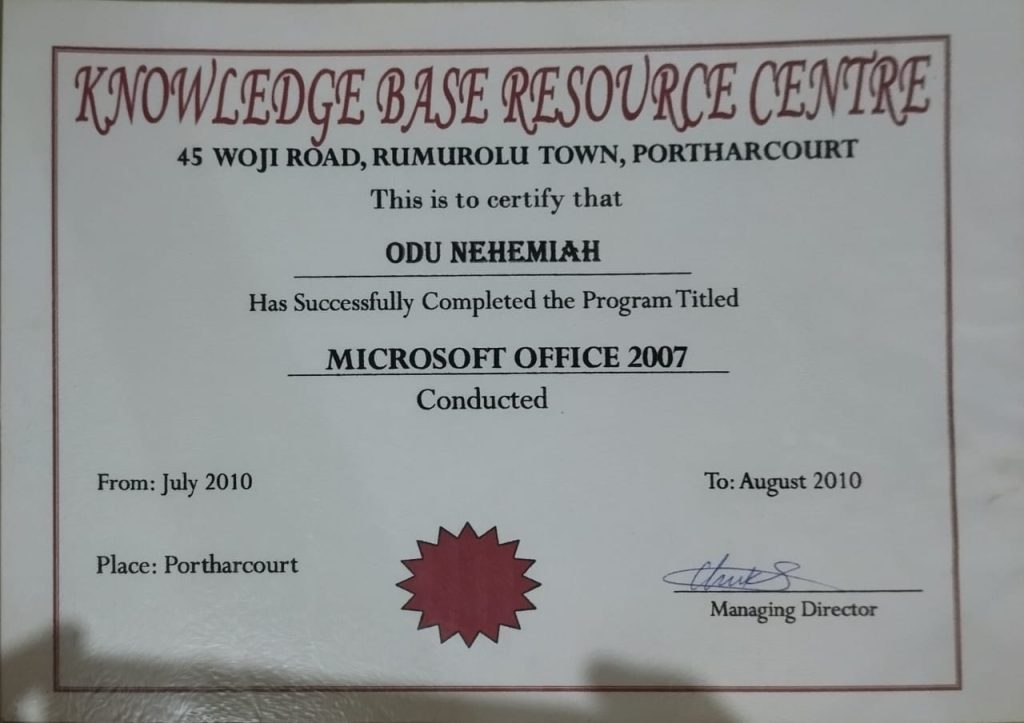 KNOWLEDGE BASE RESOURCE CENTRE
45 WOJI ROAD, RUMUROLU TOWN, PORTHARCOURT
This is to certify that
ODU NEHEMIAH
Has Successfully Completed the Program Titled
MICROSOFT OFFICE 2007
Conducted
From: July 2010
To: August 2010
Place: Portharcourt
Managing Director